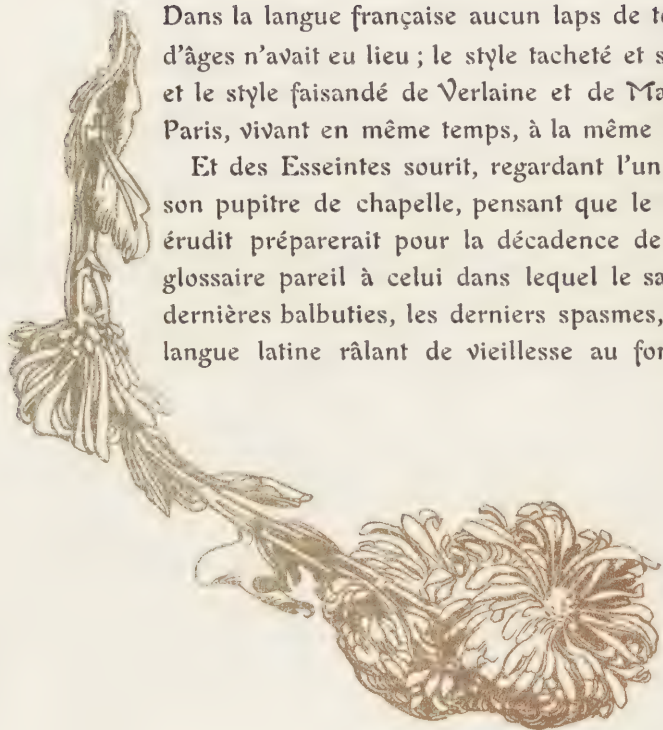 Dans la langue française aucun laps de
d'âges n'avait eu lieu ; le style tacheté et
et le style faisandé de Verlaine et de
Paris, vivant en même temps, à la même
Et des Esseintes sourit, regardant l'un
son pupitre de chapelle, pensant que le
érudit préparerait pour la décadence de
glossaire pareil à celui dans lequel le
dernières balbuties, les derniers spasmes,
langue latine râlant de vieillesse au